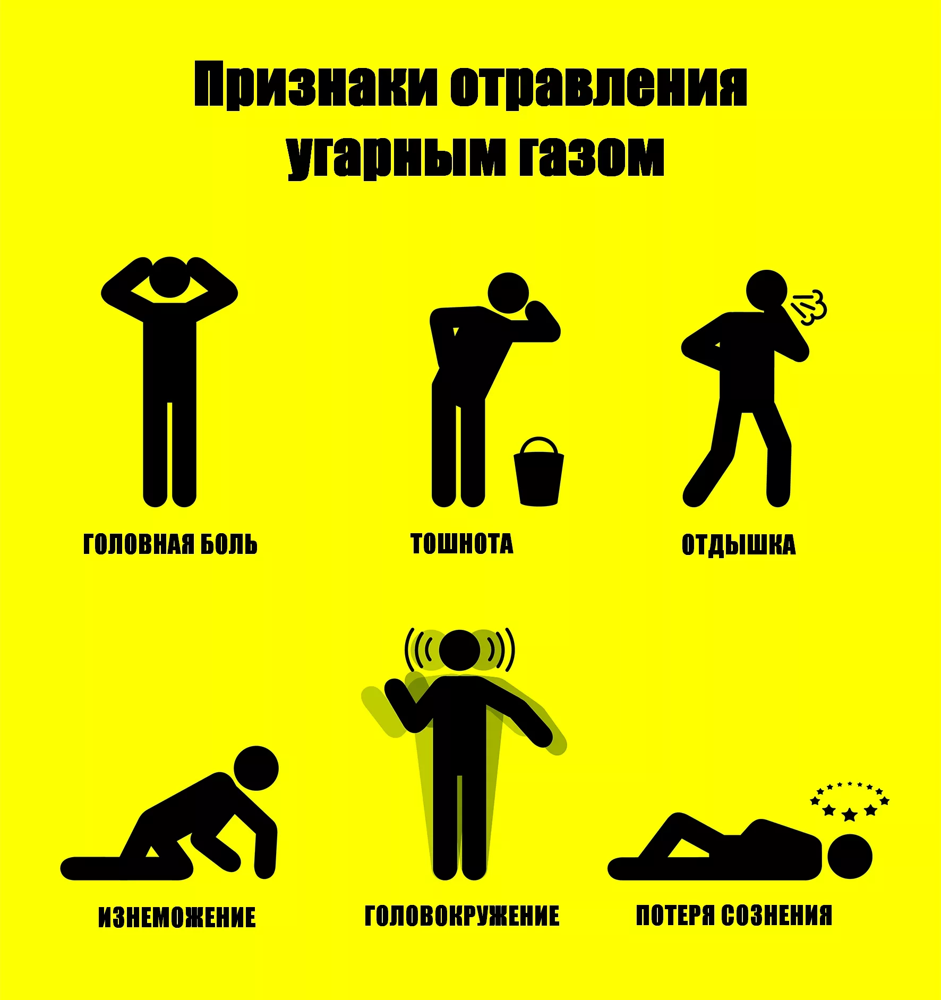 Признаки отравления
угарным газом
ГОЛОВНАЯ БОЛЬ
ТОШНОТА
ОТДЫШКА
ИЗНЕМОЖЕНИЕ
ГОЛОВОКРУЖЕНИЕ
ПОТЕРЯ СОЗНЕНИЯ